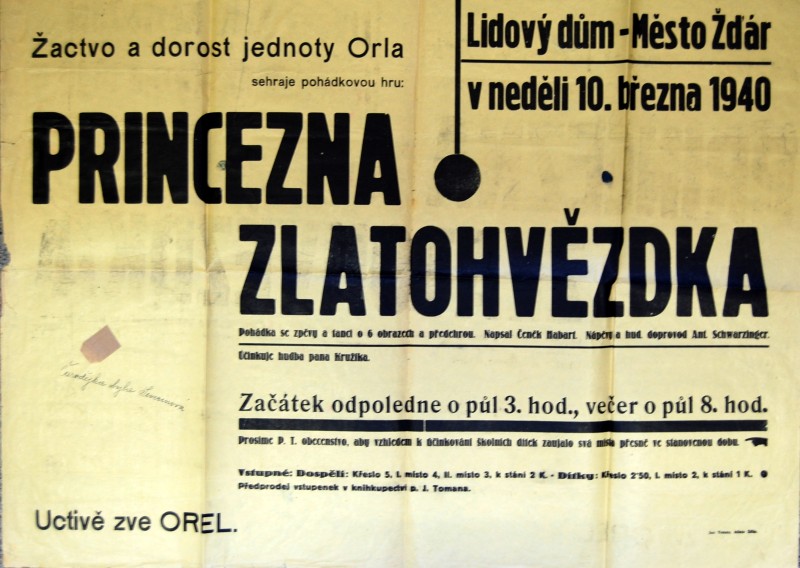 Žactvo a dorost jednoty Orla
sehraje pohádkovou hru:
Lidový dům - Město Žďár
v neděli 10. března 1940
PRINCEZNA
ZLATOHVĚZDKA
Pohádka se zpěvy a tanci o 6 obrazech a předehrou. Napsal Čeněk Habart. Nápěvy a hud. doprovod Ant. Schwarzinger.
Účinkuje hudba pana Kružíka.
Začátek odpoledne o půl 3. hod., večer o půl 8. hod.
Prosíme P. T. obecenstvo, aby vzhledem k účinkování školních dítek zaujalo svá místa přesně ve stanovenou dobu.
Vstupné: Dospělí: Křeslo 5, I. místo 4, II. místo 3, k stání 2 K. - Dítky: Křeslo 2'50, I. místo 2, k stání 1 K.
Předprodej vstupenek v knihkupectví p. J. Tomana.
Uctivě zve OREL.